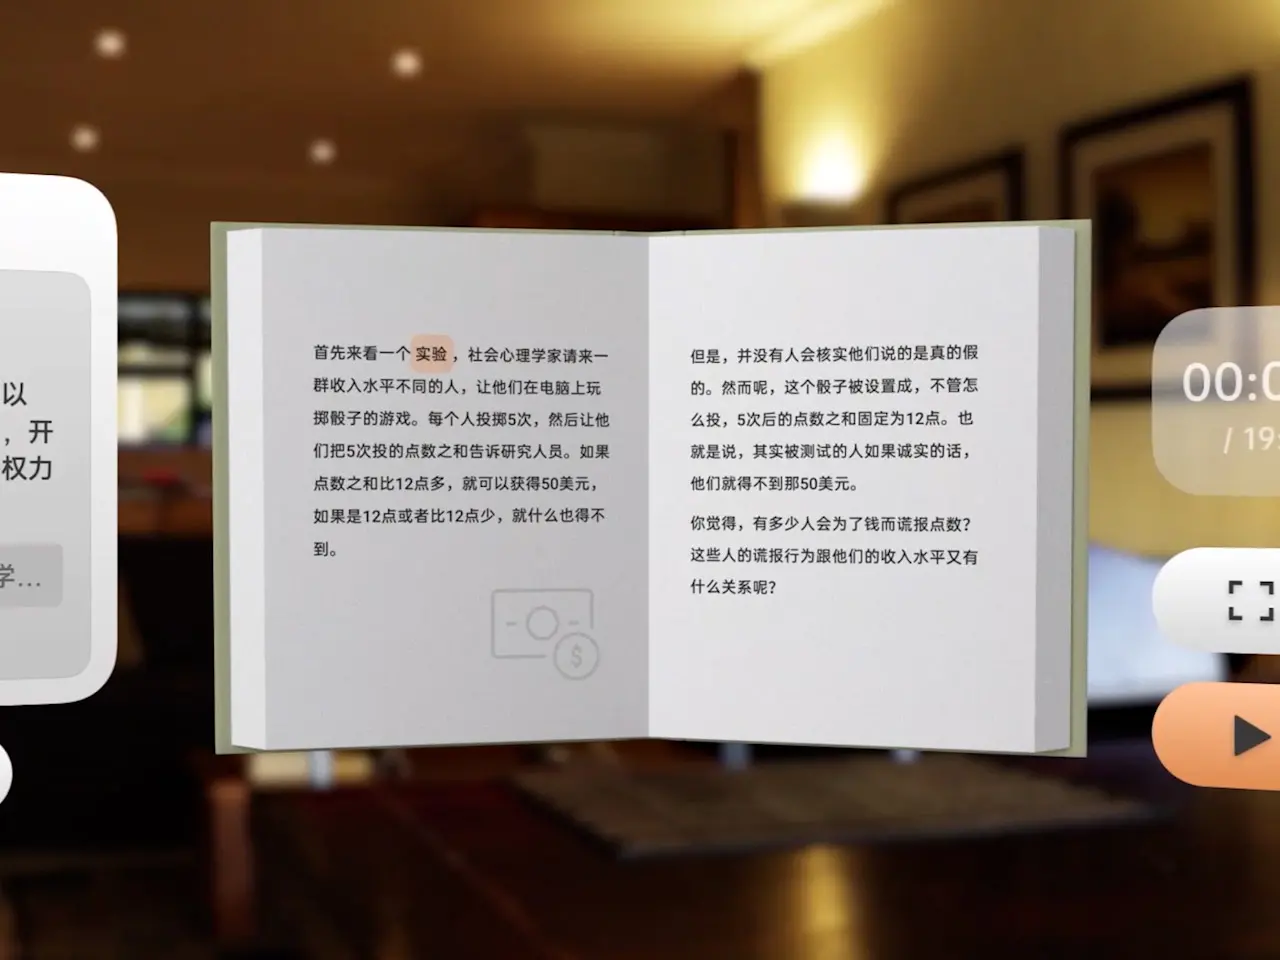 以
，开
权力
学...
首先来看一个 实验 ，社会心理学家请来一
群收入水平不同的人，让他们在电脑上玩
掷骰子的游戏。每个人投掷5次，然后让他
们把5次投的点数之和告诉研究人员。如果
点数之和比12点多，就可以获得50美元，
如果是12点或者比12点少，就什么也得不
到。
$
但是，并没有人会核实他们说的是真的假
的。然而呢，这个骰子被设置成，不管怎
么投，5次后的点数之和固定为12点。也
就是说，其实被测试的人如果诚实的话，
他们就得不到那50美元。
你觉得，有多少人会为了钱而谎报点数？
这些人的谎报行为跟他们的收入水平又有
什么关系呢？
00:0
/ 19: